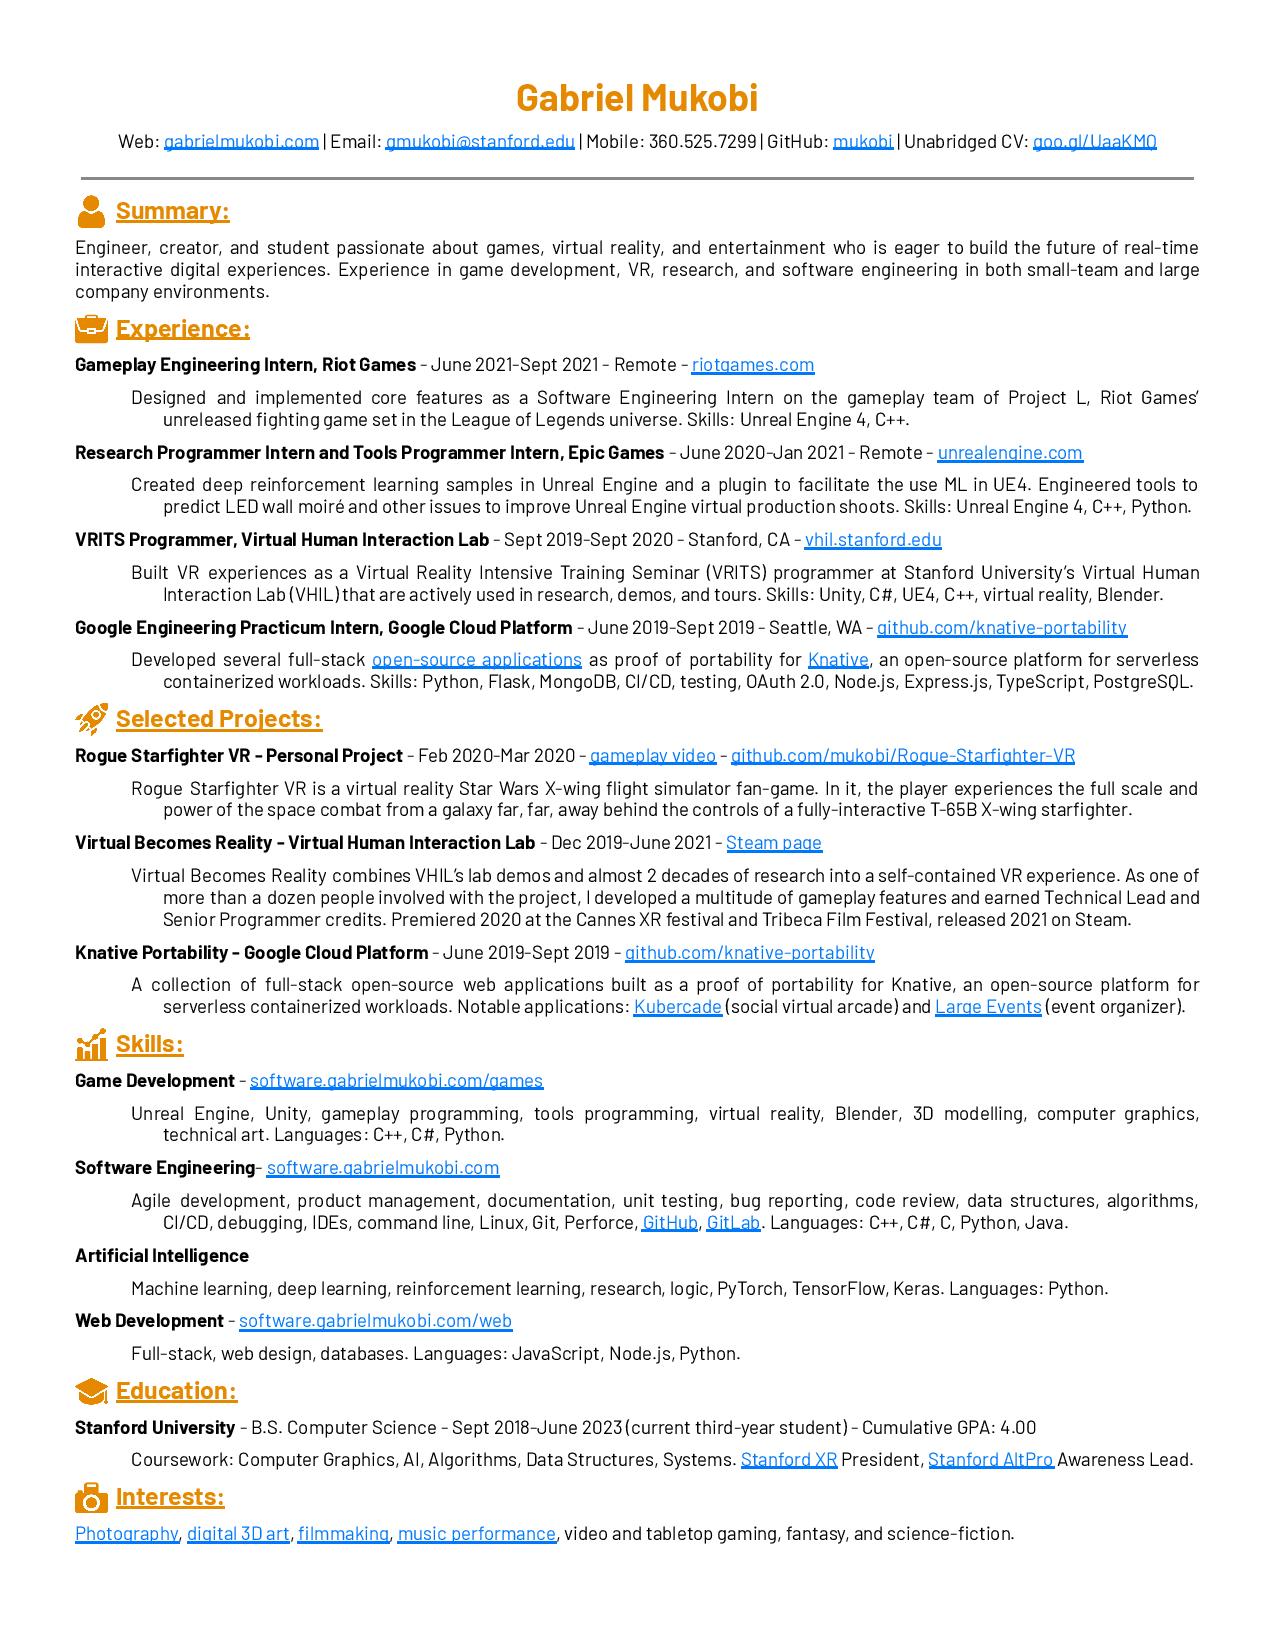 Gabriel Mukobi
Web: gabrielmukobi.com | Email: gmukobi@stanford.edu | Mobile: 360.525.7299 | GitHub: mukobi | Unabridged CV: goo.gl/UaaKMQ
Summary:
Engineer, creator, and student passionate about games, virtual reality, and entertainment who is eager to build the future of real-time
interactive digital experiences. Experience in game development, VR, research, and software engineering in both small-team and large
company environments.
Experience:
Gameplay Engineering Intern, Riot Games - June 2021-Sept 2021 - Remote - riotgames.com
Designed and implemented core features as a Software Engineering Intern on the gameplay team of Project L, Riot Games’
unreleased fighting game set in the League of Legends universe. Skills: Unreal Engine 4, C++.
Research Programmer Intern and Tools Programmer Intern, Epic Games - June 2020-Jan 2021 - Remote - unrealengine.com
Created deep reinforcement learning samples in Unreal Engine and a plugin to facilitate the use ML in UE4. Engineered tools to
predict LED wall moiré and other issues to improve Unreal Engine virtual production shoots. Skills: Unreal Engine 4, C++, Python.
VRITS Programmer, Virtual Human Interaction Lab - Sept 2019-Sept 2020 - Stanford, CA - vhil.stanford.edu
Built VR experiences as a Virtual Reality Intensive Training Seminar (VRITS) programmer at Stanford University’s Virtual Human
Interaction Lab (VHIL) that are actively used in research, demos, and tours. Skills: Unity, C#, UE4, C++, virtual reality, Blender.
Google Engineering Practicum Intern, Google Cloud Platform - June 2019-Sept 2019 - Seattle, WA - github.com/knative-portability
Developed several full-stack open-source applications as proof of portability for Knative, an open-source platform for serverless
containerized workloads. Skills: Python, Flask, MongoDB, CI/CD, testing, OAuth 2.0, Node.js, Express.js, TypeScript, PostgreSQL.
Selected Projects:
Rogue Starfighter VR - Personal Project - Feb 2020-Mar 2020 - gameplay video - github.com/mukobi/Rogue-Starfighter-VR
Rogue Starfighter VR is a virtual reality Star Wars X-wing flight simulator fan-game. In it, the player experiences the full scale and
power of the space combat from a galaxy far, far, away behind the controls of a fully-interactive T-65B X-wing starfighter.
Virtual Becomes Reality - Virtual Human Interaction Lab - Dec 2019-June 2021 - Steam page
Virtual Becomes Reality combines VHIL’s lab demos and almost 2 decades of research into a self-contained VR experience. As one of
more than a dozen people involved with the project, I developed a multitude of gameplay features and earned Technical Lead and
Senior Programmer credits. Premiered 2020 at the Cannes XR festival and Tribeca Film Festival, released 2021 on Steam.
Knative Portability - Google Cloud Platform - June 2019-Sept 2019 - github.com/knative-portability
A collection of full-stack open-source web applications built as a proof of portability for Knative, an open-source platform for
serverless containerized workloads. Notable applications: Kubercade (social virtual arcade) and Large Events (event organizer).
Skills:
Game Development - software.gabrielmukobi.com/games
Unreal Engine, Unity, gameplay programming, tools programming, virtual reality, Blender, 3D modelling, computer graphics,
technical art. Languages: C++, C#, Python.
Software Engineering- software.gabrielmukobi.com
Agile development, product management, documentation, unit testing, bug reporting, code review, data structures, algorithms,
CI/CD, debugging, IDEs, command line, Linux, Git, Perforce, GitHub, GitLab. Languages: C++, C#, C, Python, Java.
Artificial Intelligence
Machine learning, deep learning, reinforcement learning, research, logic, PyTorch, TensorFlow, Keras. Languages: Python.
Web Development - software.gabrielmukobi.com/web
Full-stack, web design, databases. Languages: JavaScript, Node.js, Python.
Education:
Stanford University - B.S. Computer Science - Sept 2018-June 2023 (current third-year student) - Cumulative GPA: 4.00
Coursework: Computer Graphics, AI, Algorithms, Data Structures, Systems. Stanford XR President, Stanford AltPro Awareness Lead.
Interests:
Photography, digital 3D art, filmmaking, music performance, video and tabletop gaming, fantasy, and science-fiction.